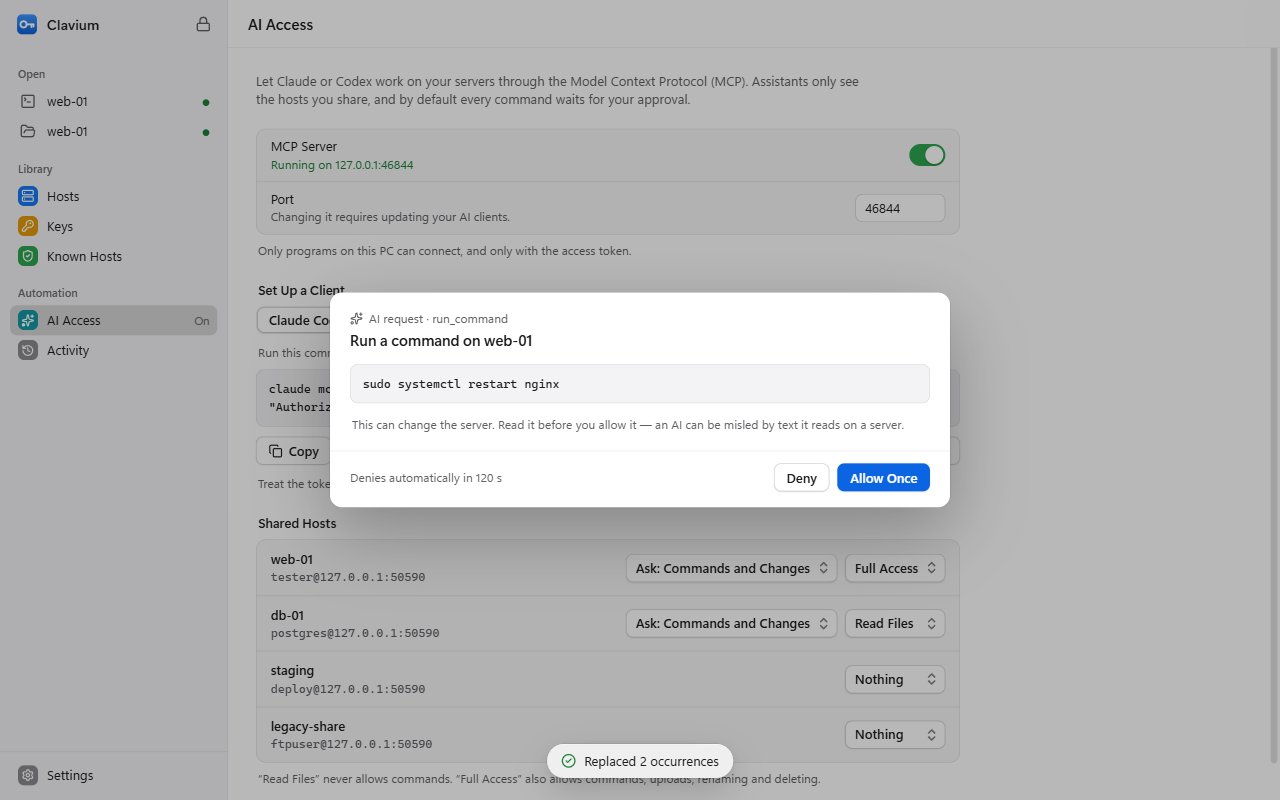 Clavium
AI Access
Open
web-01
web-01
Library
Hosts
Keys
Known Hosts
Automation
AI Access
On
Activity
Settings
Let Claude or Codex work on your servers through the Model Context Protocol (MCP). Assistants only see
the hosts you share, and by default every command waits for your approval.
MCP Server
Running on 127.0.0.1:46844
Port
Changing it requires updating your AI clients.
46844
Only programs on this PC can connect, and only with the access token.
Set Up a Client
Claude
Run this
claude
Copy
Treat the
AI request · run_command
Run a command on web-01
sudo systemctl restart nginx
This can change the server. Read it before you allow it — an AI can be misled by text it reads on a server.
Denies automatically in 120 s
Deny
Allow Once
Shared Hosts
web-01
tester@127.0.0.1:50590
Ask: Commands and Changes
Full Access
db-01
postgres@127.0.0.1:50590
Ask: Commands and Changes
Read Files
staging
deploy@127.0.0.1:50590
Nothing
legacy-share
ftpuser@127.0.0.1:50590
Nothing
Replaced 2 occurrences
"Read Files" never allows commands. "Full Access" also allows commands, uploads, renaming and deleting.